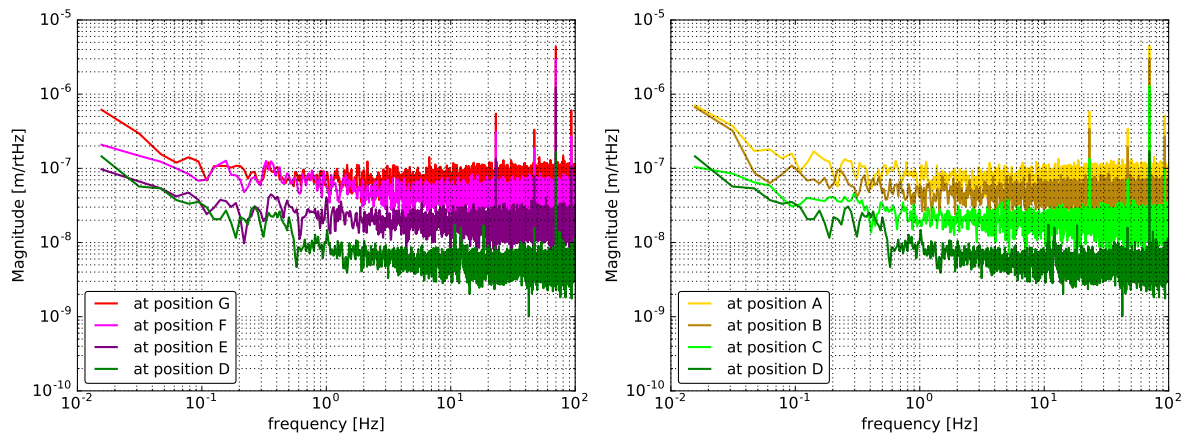 10^-5
10^-6
10^-7
10^-8
10^-9
10^-10
Magnitude [m/rtHz]
at position G
at position F
at position E
at position D
10^-2
10^-1
10^0
10^1
10^2
frequency [Hz]
10^-5
10^-6
10^-7
10^-8
10^-9
10^-10
Magnitude [m/rtHz]
at position A
at position B
at position C
at position D
10^-2
10^-1
10^0
10^1
10^2
frequency [Hz]